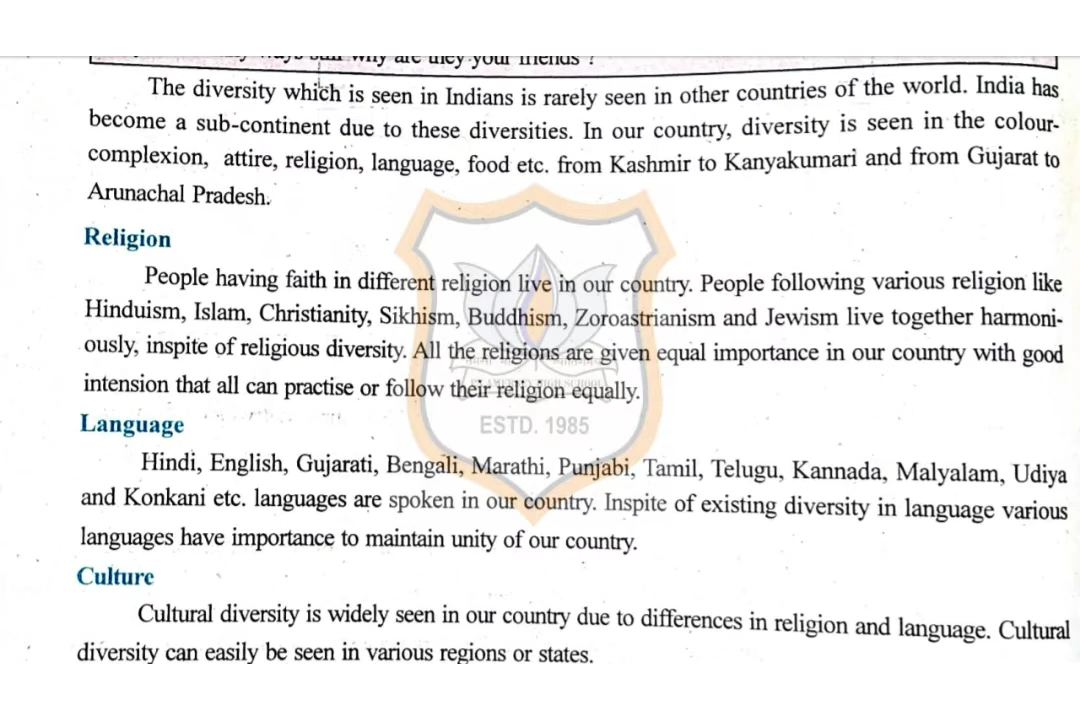 why are they your friends ?
The diversity which is seen in Indians is rarely seen in other countries of the world. India has
become a sub-continent due to these diversities. In our country, diversity is seen in the colour-
complexion, attire, religion, language, food etc. from Kashmir to Kanyakumari and from Gujarat to
Arunachal Pradesh.
Religion
People having faith in different religion live in our country. People following various religion like
Hinduism, Islam, Christianity, Sikhism, Buddhism, Zoroastrianism and Jewism live together harmoni-
ously, inspite of religious diversity. All the religions are given equal importance in our country with good
intension that all can practise or follow their religion equally.
ESTD. 1985
Language
Hindi, English, Gujarati, Bengali, Marathi, Punjabi, Tamil, Telugu, Kannada, Malyalam, Udiya
and Konkani etc. languages are spoken in our country. Inspite of existing diversity in language various
languages have importance to maintain unity of our country.
Culture
Cultural diversity is widely seen in our country due to differences in religion and language. Cultural
diversity can easily be seen in various regions or states.